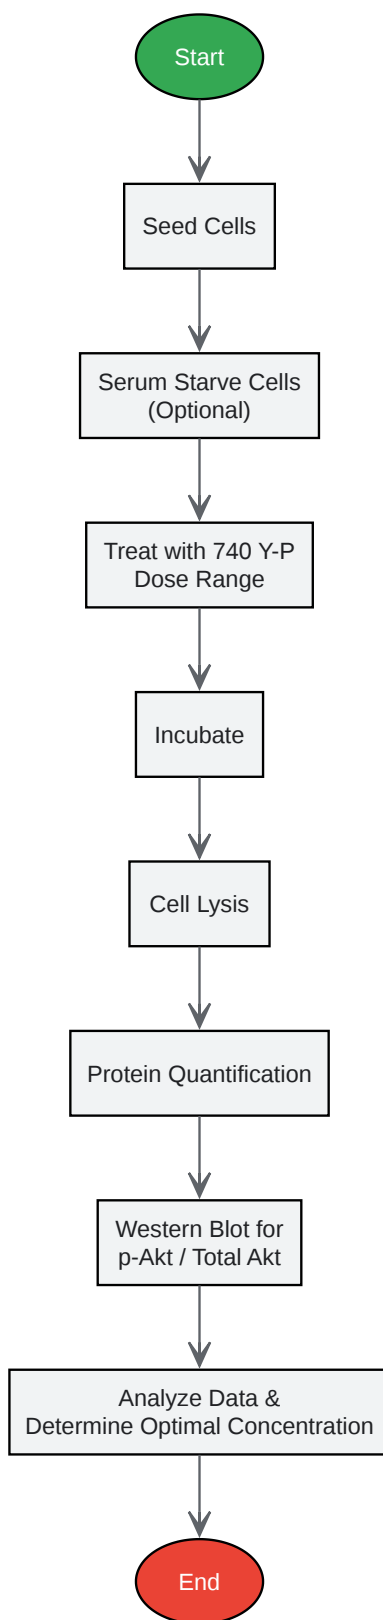 Start
Seed Cells
Serum Starve Cells
(Optional)
Treat with 740 Y-P
Dose Range
Incubate
Cell Lysis
Protein Quantification
Western Blot for
p-Akt / Total Akt
Analyze Data &
Determine Optimal Concentration
End